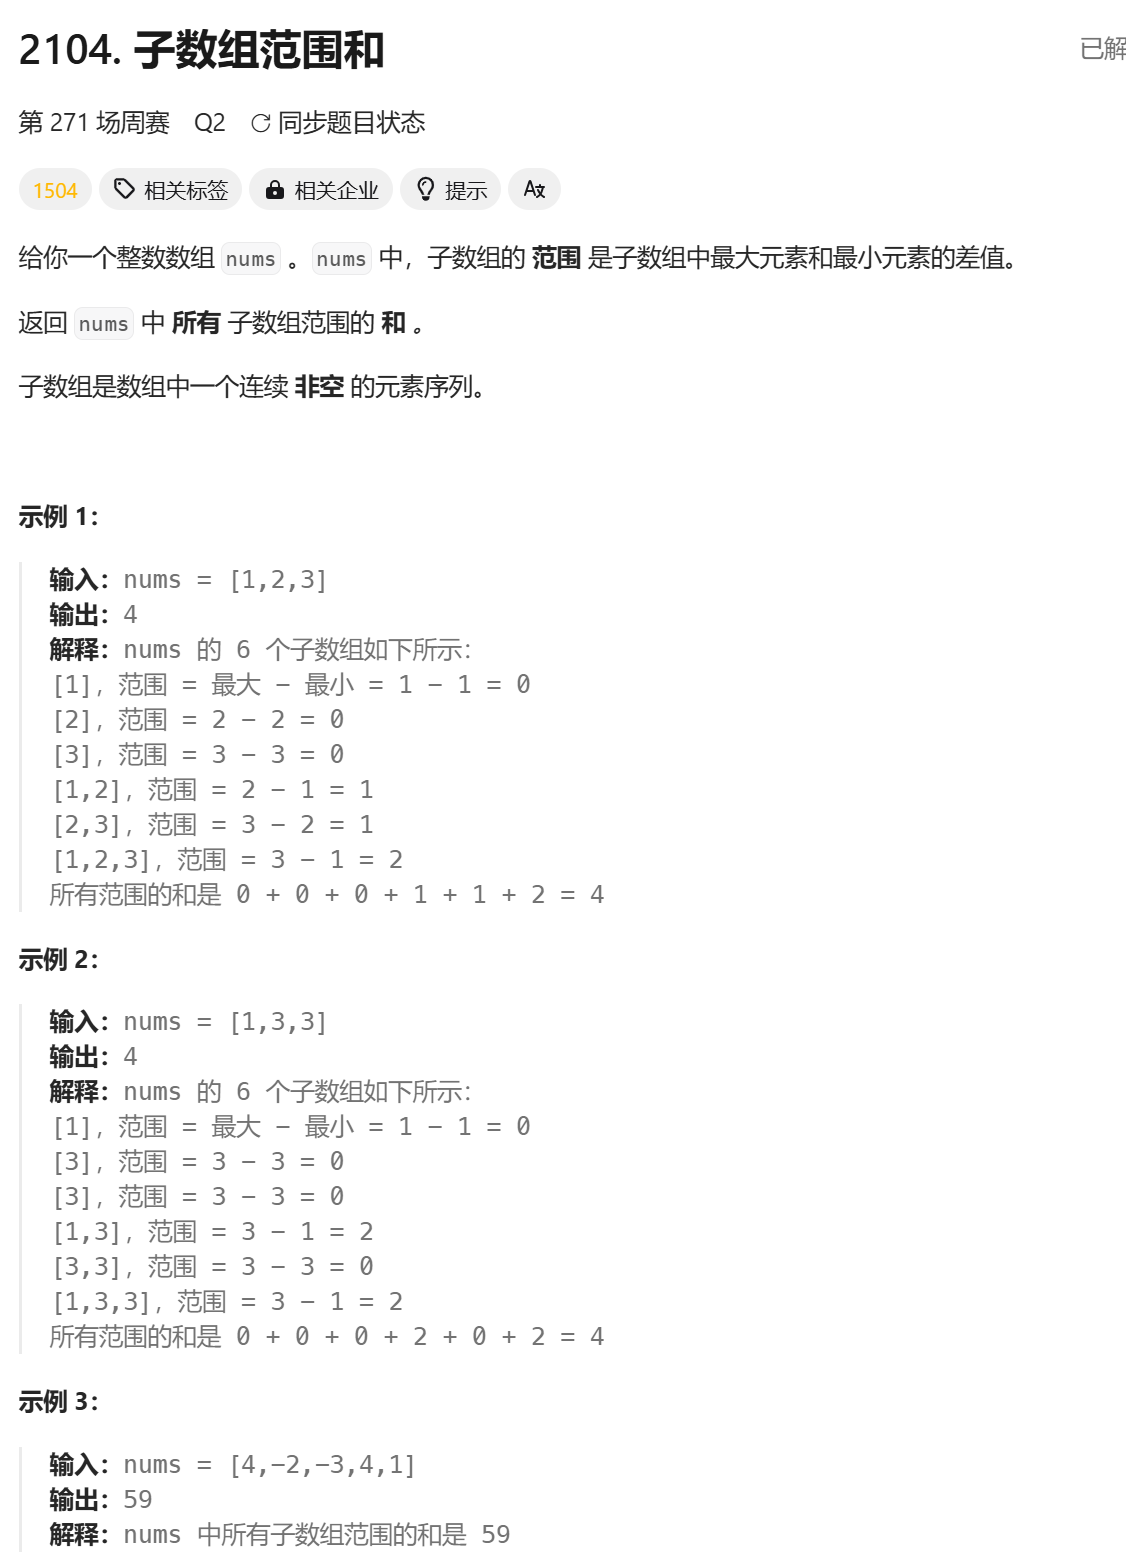 2104. 子数组范围和
已解
第 271 场周赛 Q2 同步题目状态
1504 相关标签 相关企业 提示
给你一个整数数组 nums 。nums 中，子数组的 范围 是子数组中最大元素和最小元素的差值。
返回 nums 中 所有 子数组范围的 和 。
子数组是数组中一个连续 非空 的元素序列。
示例 1：
输入：nums = [1,2,3]
输出：4
解释：nums 的 6 个子数组如下所示：
[1]，范围 = 最大 - 最小 = 1 - 1 = 0
[2]，范围 = 2 - 2 = 0
[3]，范围 = 3 - 3 = 0
[1,2]，范围 = 2 - 1 = 1
[2,3]，范围 = 3 - 2 = 1
[1,2,3]，范围 = 3 - 1 = 2
所有范围的和是 0 + 0 + 0 + 1 + 1 + 2 = 4
示例 2：
输入：nums = [1,3,3]
输出：4
解释：nums 的 6 个子数组如下所示：
[1]，范围 = 最大 - 最小 = 1 - 1 = 0
[3]，范围 = 3 - 3 = 0
[3]，范围 = 3 - 3 = 0
[1,3]，范围 = 3 - 1 = 2
[3,3]，范围 = 3 - 3 = 0
[1,3,3]，范围 = 3 - 1 = 2
所有范围的和是 0 + 0 + 0 + 2 + 0 + 2 = 4
示例 3：
输入：nums = [4,-2,-3,4,1]
输出：59
解释：nums 中所有子数组范围的和是 59